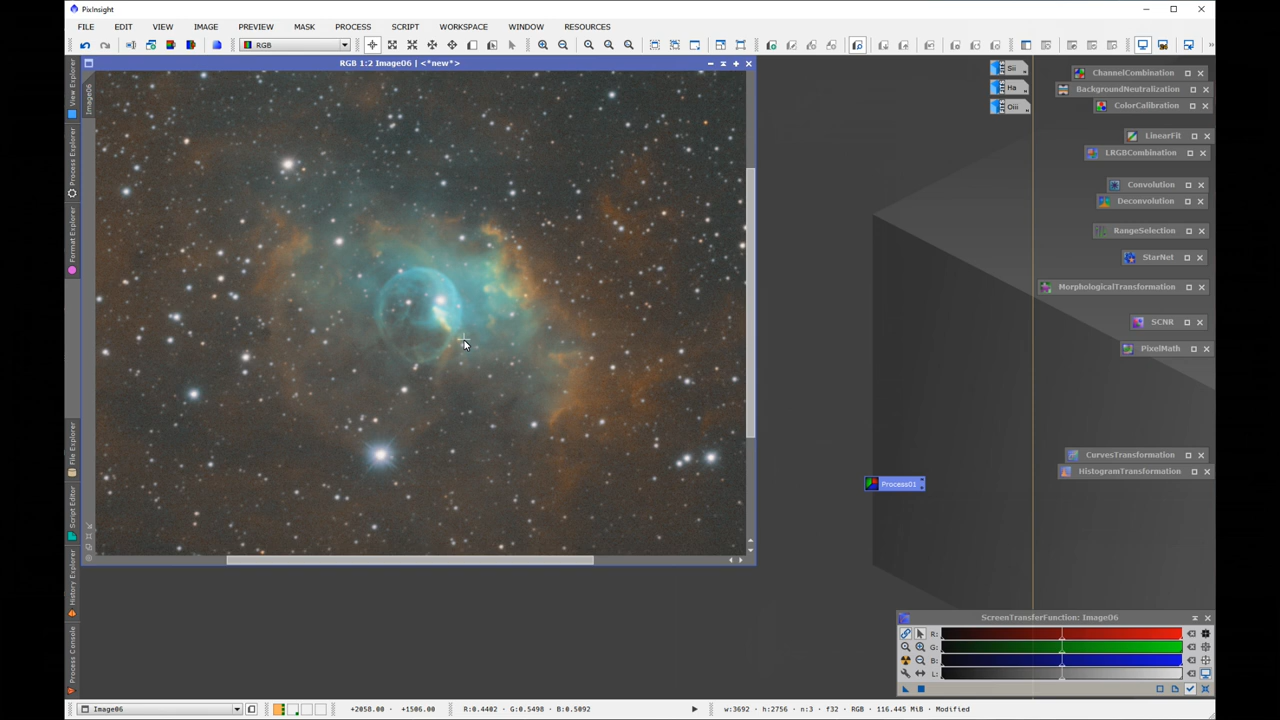 PixInsight
FILE EDIT VIEW IMAGE PREVIEW MASK PROCESS SCRIPT WORKSPACE WINDOW RESOURCES
RGB
RGB 1:2 Image06 | <*new*>
Image06
View Explorer
Process Explorer
Format Explorer
File Explorer
Script Editor
History Explorer
Process Console
Sii
Ha
Oiii
ChannelCombination
BackgroundNeutralization
ColorCalibration
LinearFit
LRGBCombination
Convolution
Deconvolution
RangeSelection
StarNet
MorphologicalTransformation
SCNR
PixelMath
CurvesTransformation
HistogramTransformation
Process01
ScreenTransferFunction: Image06
R:
G:
B:
L:
Image06 +2058.00 +1506.00 R:0.4402 G:0.5498 B:0.5092 w:3692 h:2756 n:3 f32 RGB 116.445 MiB Modified